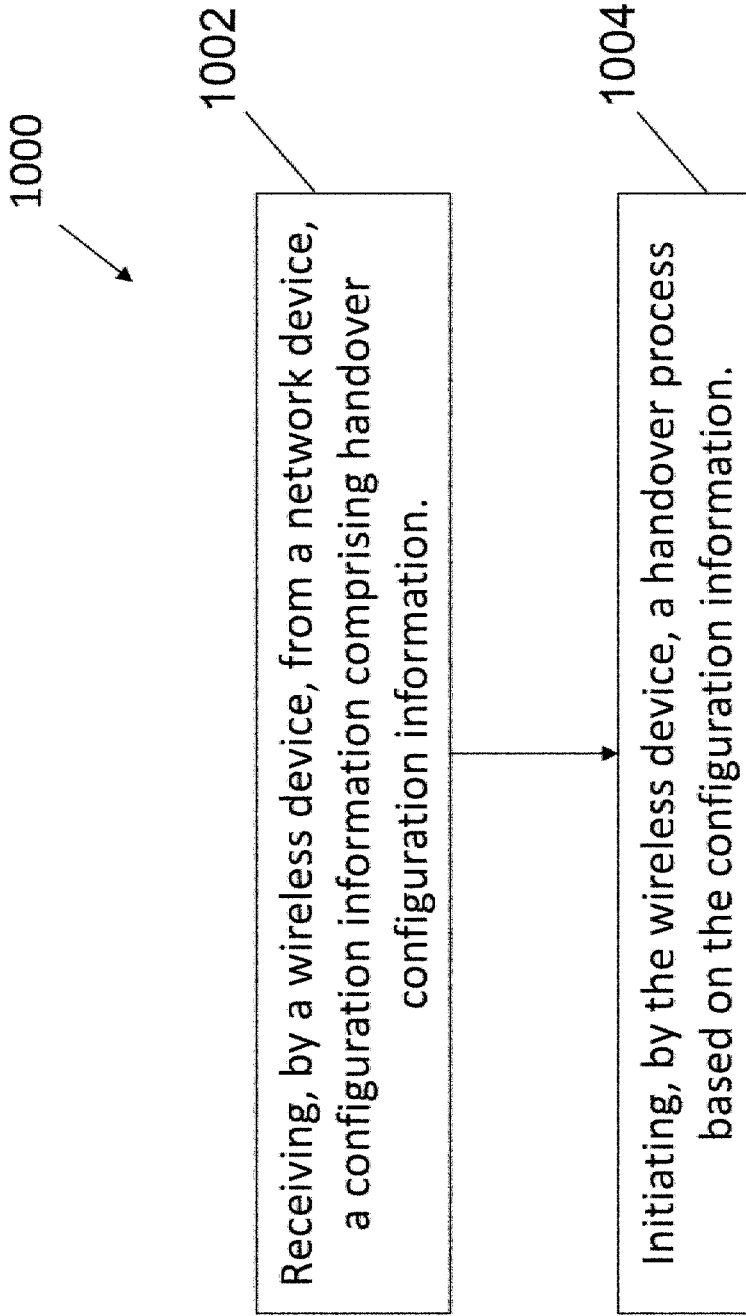 1000
1002
Receiving, by a wireless device, from a network device,
a configuration information comprising handover
configuration information.
1004
Initiating, by the wireless device, a handover process
based on the configuration information.